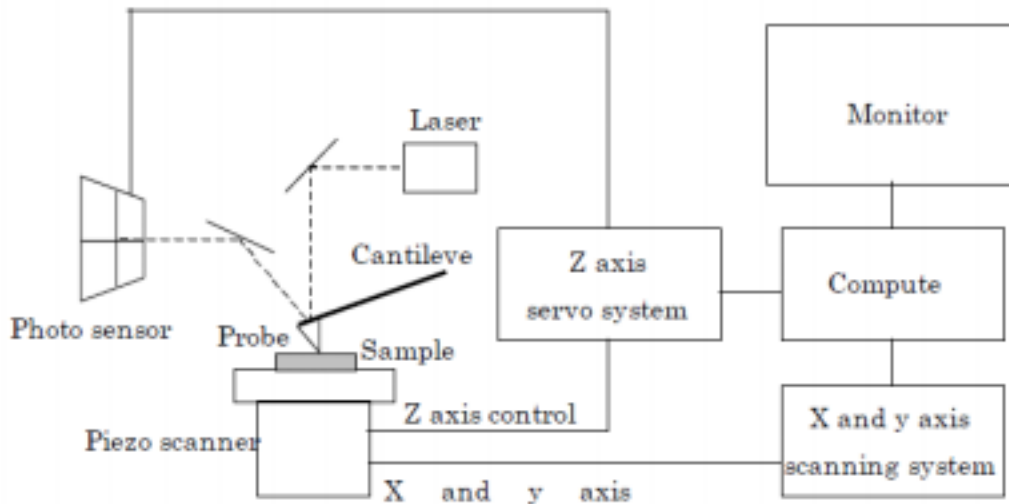 Laser
Monitor
Cantileve
Z axis
servo system
Compute
Photo sensor
Probe
Sample
Z axis control
Piezo scanner
X and y axis
scanning system
X and y axis